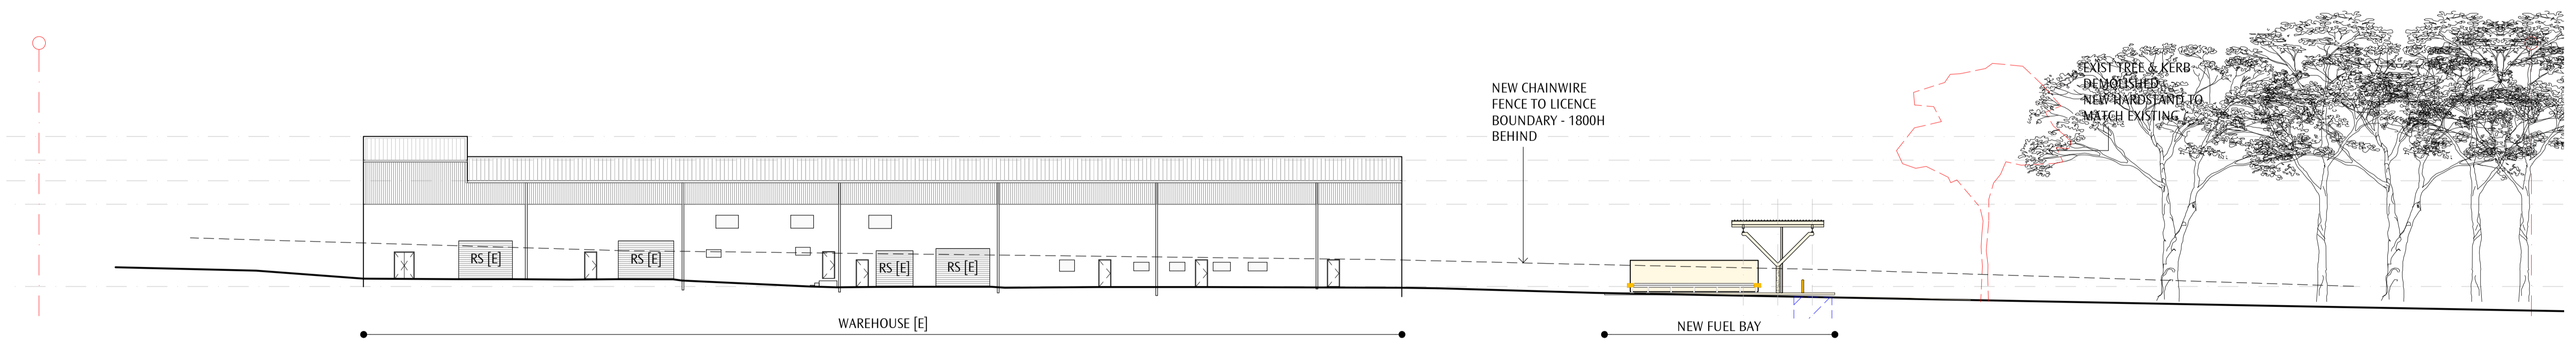 NEW CHAINWIRE
FENCE TO LICENCE
BOUNDARY - 1800H
BEHIND
EXIST TREE & KERB
DEMOLISHED
NEW HARDSTAND TO
MATCH EXISTING
RS [E]
RS [E]
RS [E]
RS [E]
WAREHOUSE [E]
NEW FUEL BAY